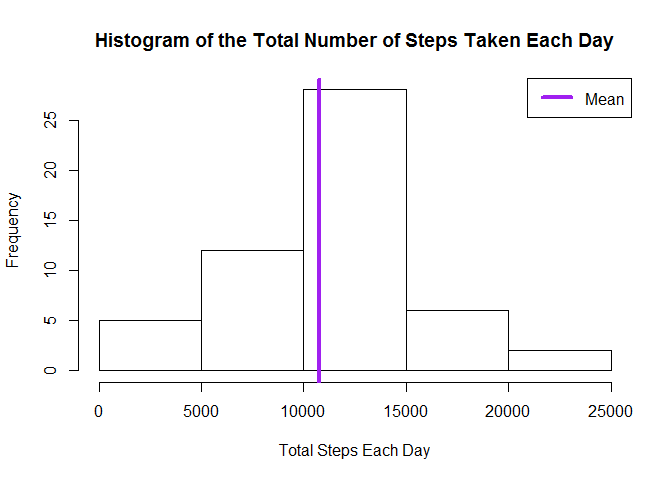 Histogram of the Total Number of Steps Taken Each Day
Mean
Frequency
25
20
15
10
5
0
0 5000 10000 15000 20000 25000
Total Steps Each Day